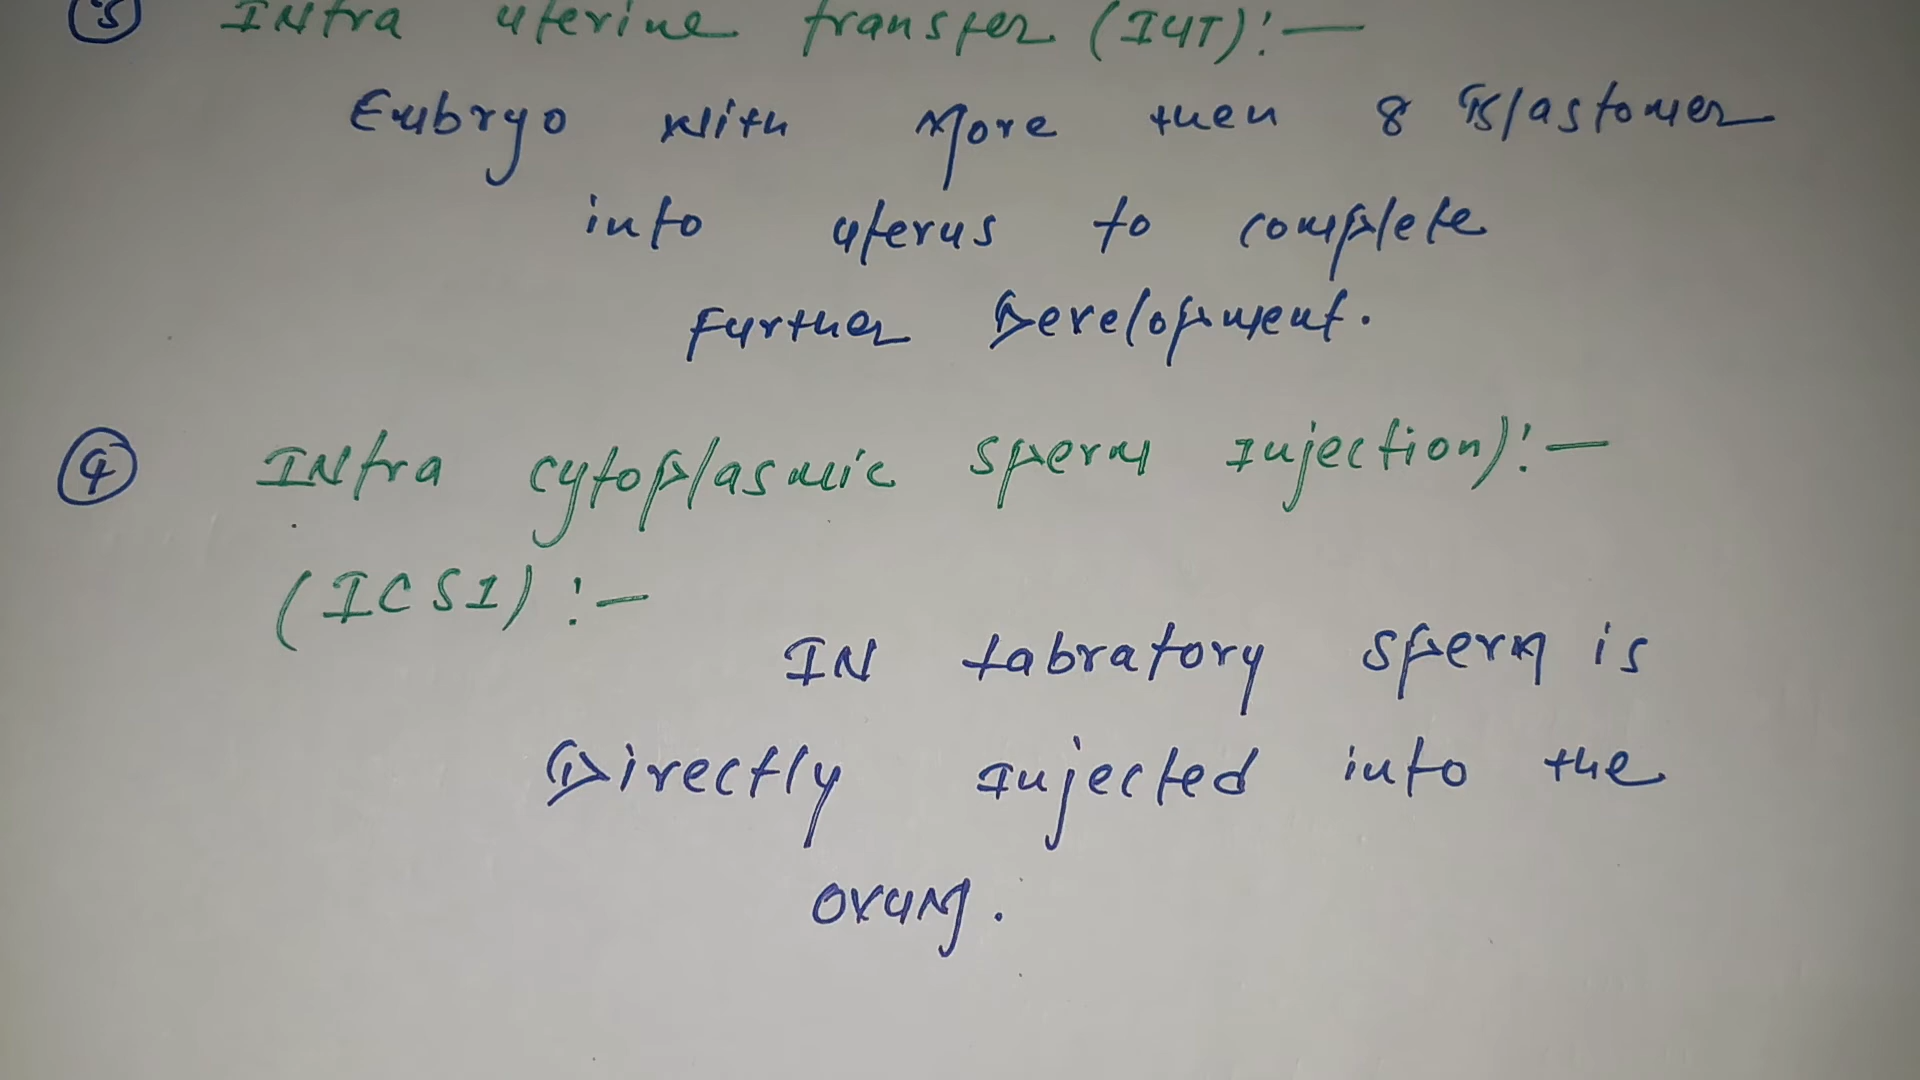 ③ Intra uterine transfer (IUT):—
Embryo with more then 8 Blastomer
into uterus to complete
further Development.
④ Intra cytoplasmic sperm Injection):—
(ICSI):—
IN Labratory sperm is
Directly Injected into the
ovum.